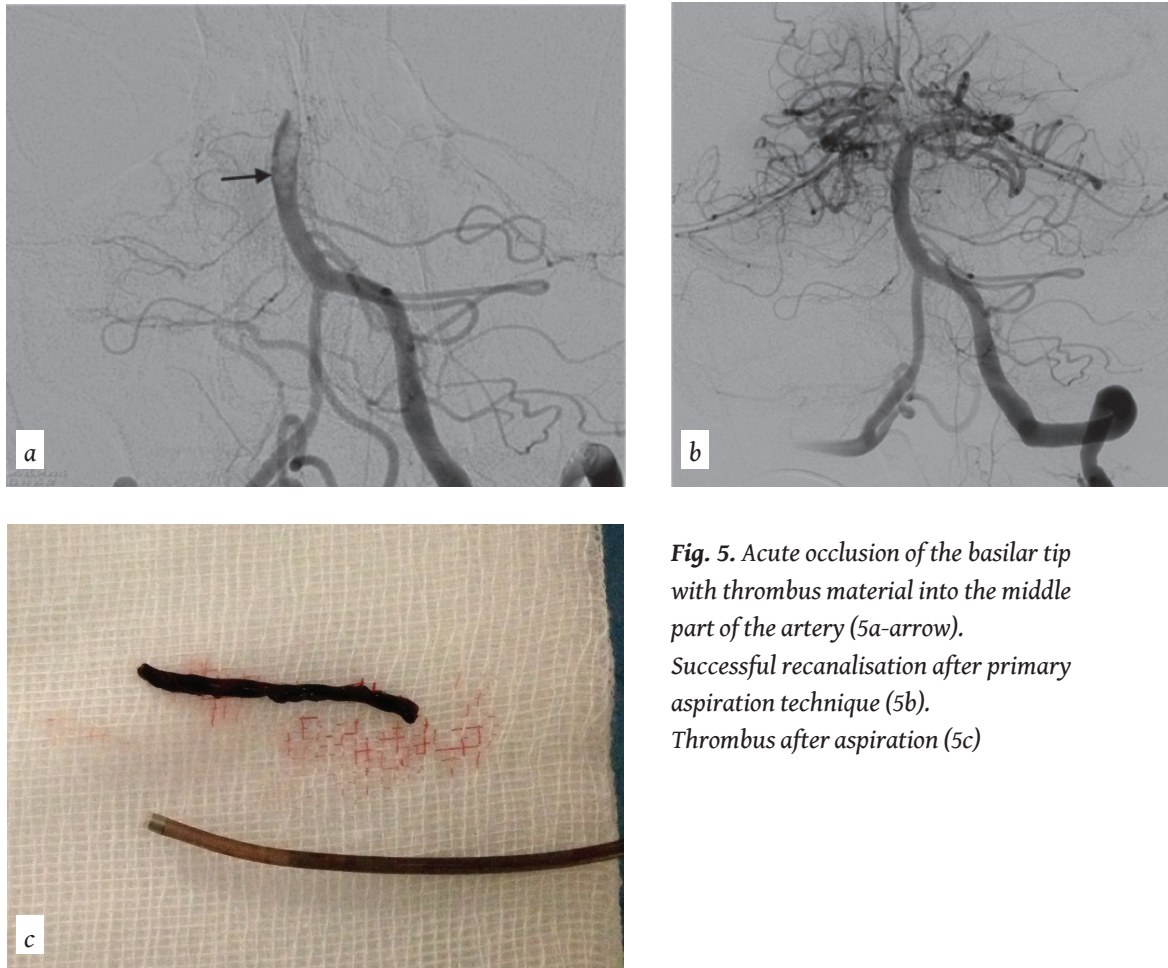 a
b
c
Fig. 5. Acute occlusion of the basilar tip
with thrombus material into the middle
part of the artery (5a-arrow).
Successful recanalisation after primary
aspiration technique (5b).
Thrombus after aspiration (5c)